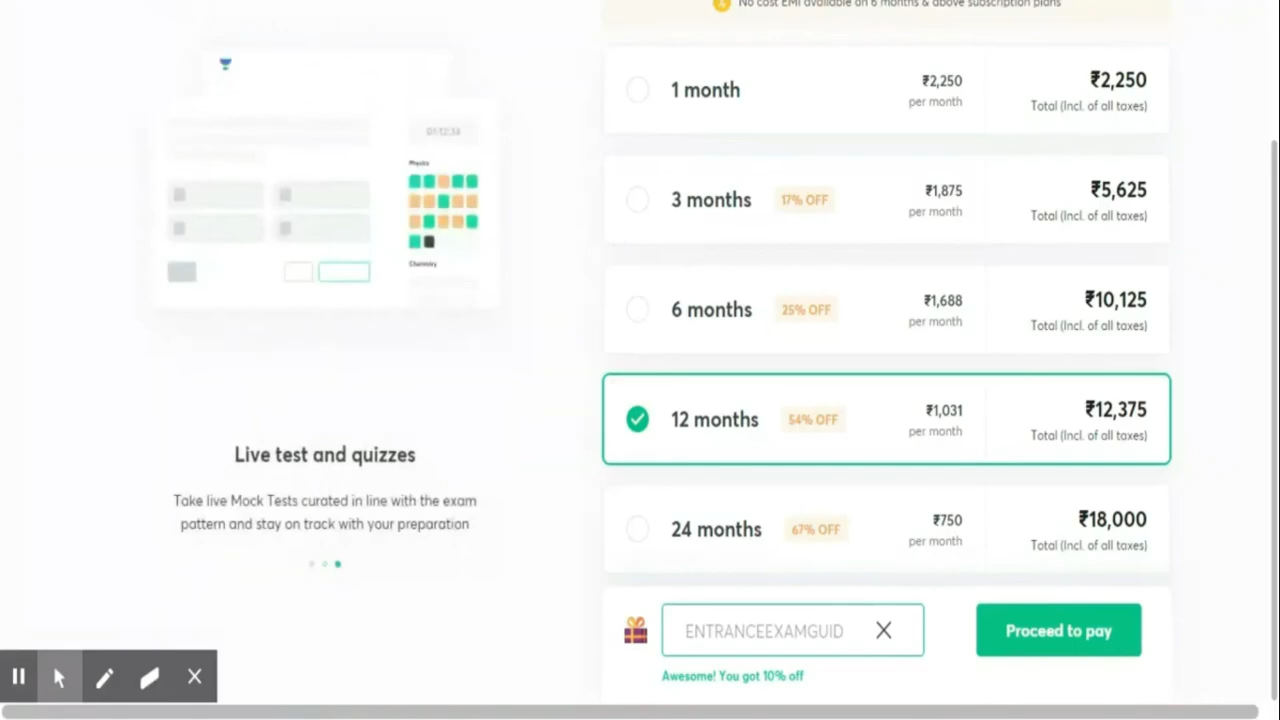 No cost EMI available on 6 months & above subscription plans
1 month
₹2,250
per month
₹2,250
Total (Incl. of all taxes)
3 months
17% OFF
₹1,875
per month
₹5,625
Total (Incl. of all taxes)
6 months
25% OFF
₹1,688
per month
₹10,125
Total (Incl. of all taxes)
12 months
54% OFF
₹1,031
per month
₹12,375
Total (Incl. of all taxes)
24 months
67% OFF
₹750
per month
₹18,000
Total (Incl. of all taxes)
ENTRANCEEXAMGUID
Proceed to pay
Awesome! You got 10% off
Physics
Chemistry
Live test and quizzes
Take live Mock Tests curated in line with the exam
pattern and stay on track with your preparation